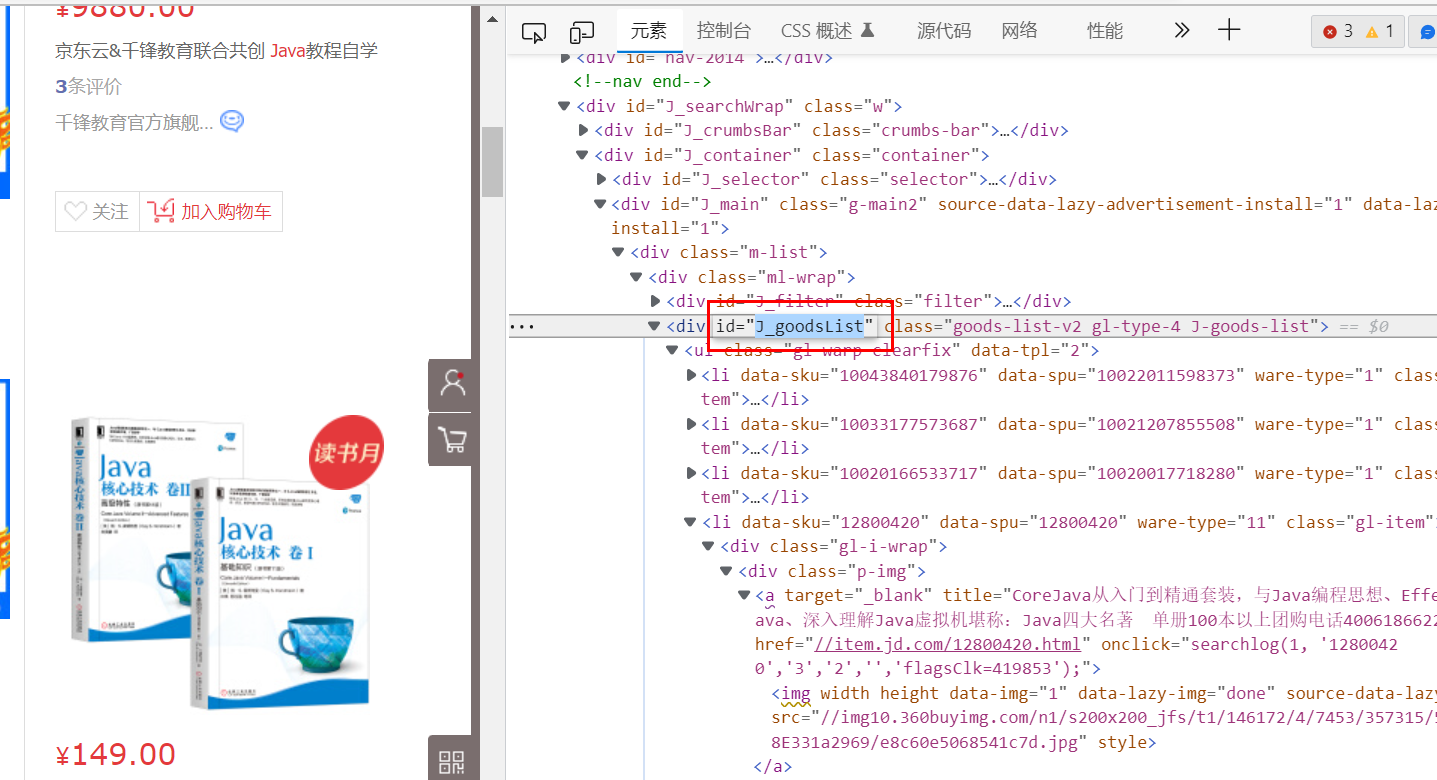 ¥9880.00
京东云&千锋教育联合共创 Java教程自学
3条评价
千锋教育官方旗舰...
关注
加入购物车
读书月
Java
核心技术 卷II
Java
核心技术 卷I
¥149.00
元素 控制台 CSS 概述 源代码 网络 性能 3 1
<div id="nav-2014">…</div>
<!--nav end-->
<div id="J_searchWrap" class="w">
<div id="J_crumbsBar" class="crumbs-bar">…</div>
<div id="J_container" class="container">
<div id="J_selector" class="selector">…</div>
<div id="J_main" class="g-main2" source-data-lazy-advertisement-install="1" data-laz
install="1">
<div class="m-list">
<div class="ml-wrap">
<div id="J_filter" class="filter">…</div>
<div id="J_goodsList" class="goods-list-v2 gl-type-4 J-goods-list"> == $0
<ul class="gl-warp clearfix" data-tpl="2">
<li data-sku="10043840179876" data-spu="10022011598373" ware-type="1" clas
tem">…</li>
<li data-sku="10033177573687" data-spu="10021207855508" ware-type="1" clas
tem">…</li>
<li data-sku="10020166533717" data-spu="10020017718280" ware-type="1" clas
tem">…</li>
<li data-sku="12800420" data-spu="12800420" ware-type="11" class="gl-item"
<div class="gl-i-wrap">
<div class="p-img">
<a target="_blank" title="CoreJava从入门到精通套装，与Java编程思想、Effe
ava、深入理解Java虚拟机堪称：Java四大名著 单册100本以上团购电话4006186622
href="//item.jd.com/12800420.html" onclick="searchlog(1, '1280042
0','3','2','','flagsClk=419853');">
<img width height data-img="1" data-lazy-img="done" source-data-lazy
src="//img10.360buyimg.com/n1/s200x200_jfs/t1/146172/4/7453/357315/5
8E331a2969/e8c60e5068541c7d.jpg" style>
</a>